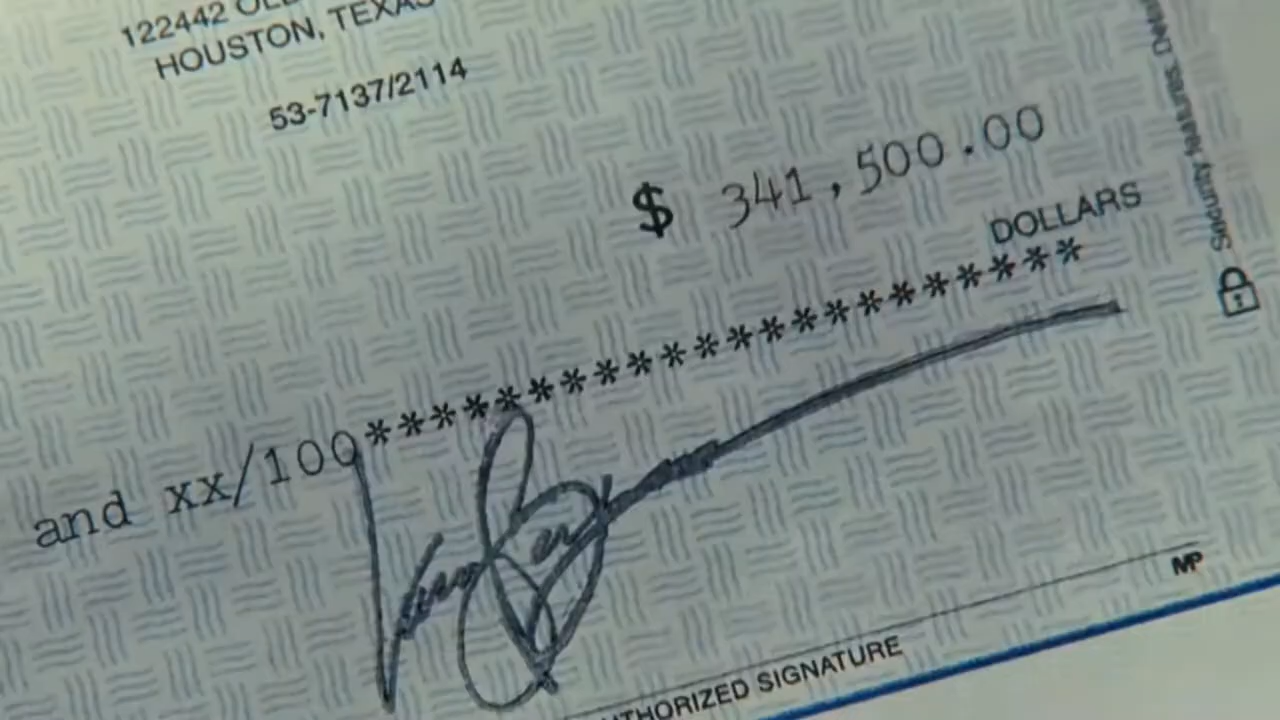 122442
HOUSTON, TEXAS
53-7137/2114
$ 341,500.00
DOLLARS
and xx/100**********************
MP
AUTHORIZED SIGNATURE
Security features.